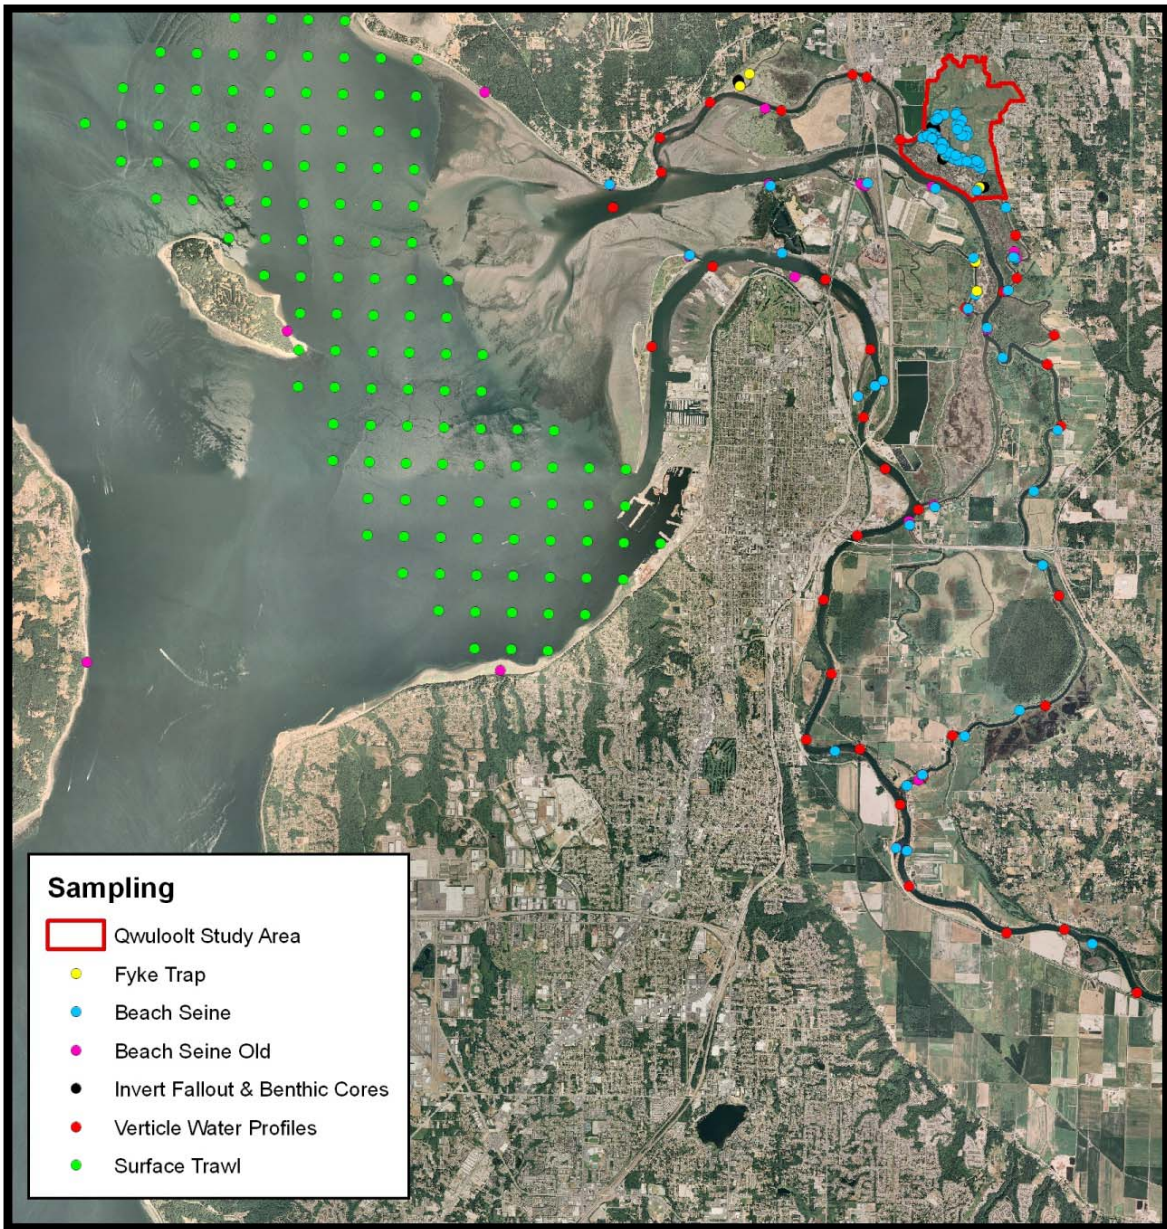 Sampling
Qwuloolt Study Area
Fyke Trap
Beach Seine
Beach Seine Old
Invert Fallout & Benthic Cores
Verticle Water Profiles
Surface Trawl